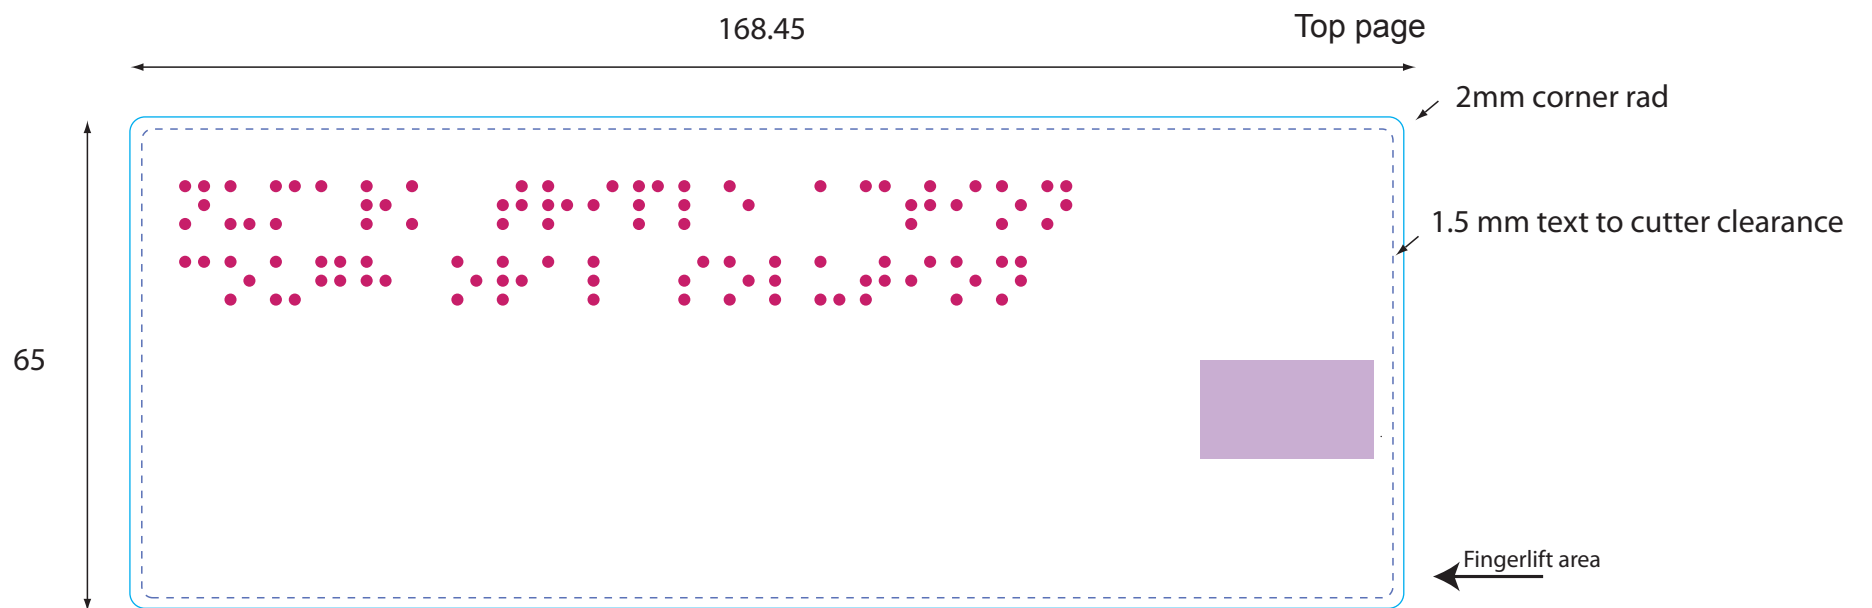 168.45
Top page
2mm corner rad
⠝⠥⠍⠁⠗⠅ ⠞⠗⠊⠏⠇⠑ ⠁⠉⠞⠊⠕⠝
1.5 mm text to cutter clearance
⠉⠕⠥⠛⠓ ⠕⠗⠁⠇ ⠎⠕⠇⠥⠞⠊⠕⠝
65
Fingerlift area